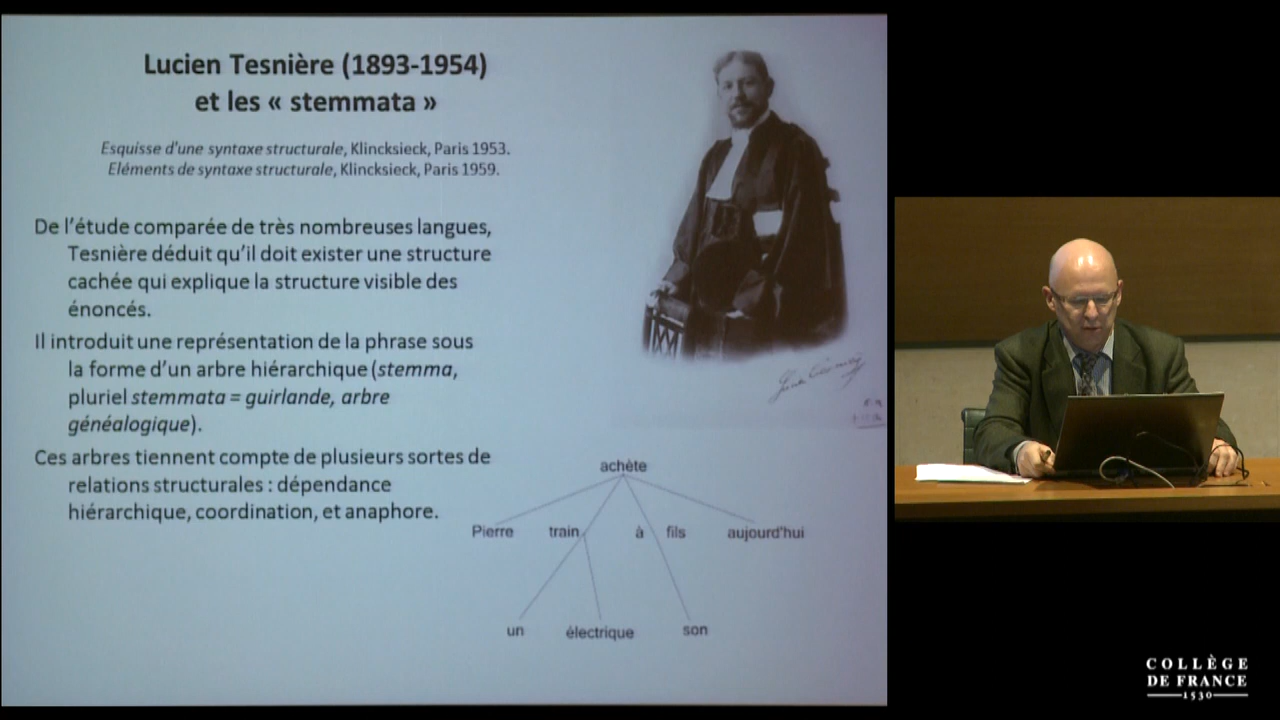 Lucien Tesnière (1893-1954)
et les « stemmata »
Esquisse d'une syntaxe structurale, Klincksieck, Paris 1953.
Eléments de syntaxe structurale, Klincksieck, Paris 1959.
De l'étude comparée de très nombreuses langues,
Tesnière déduit qu'il doit exister une structure
cachée qui explique la structure visible des
énoncés.
Il introduit une représentation de la phrase sous
la forme d'un arbre hiérarchique (stemma,
pluriel stemmata = guirlande, arbre
généalogique).
Ces arbres tiennent compte de plusieurs sortes de
relations structurales : dépendance
hiérarchique, coordination, et anaphore.
achète
Pierre train à fils aujourd'hui
un électrique son
COLLÈGE
DE FRANCE
1530